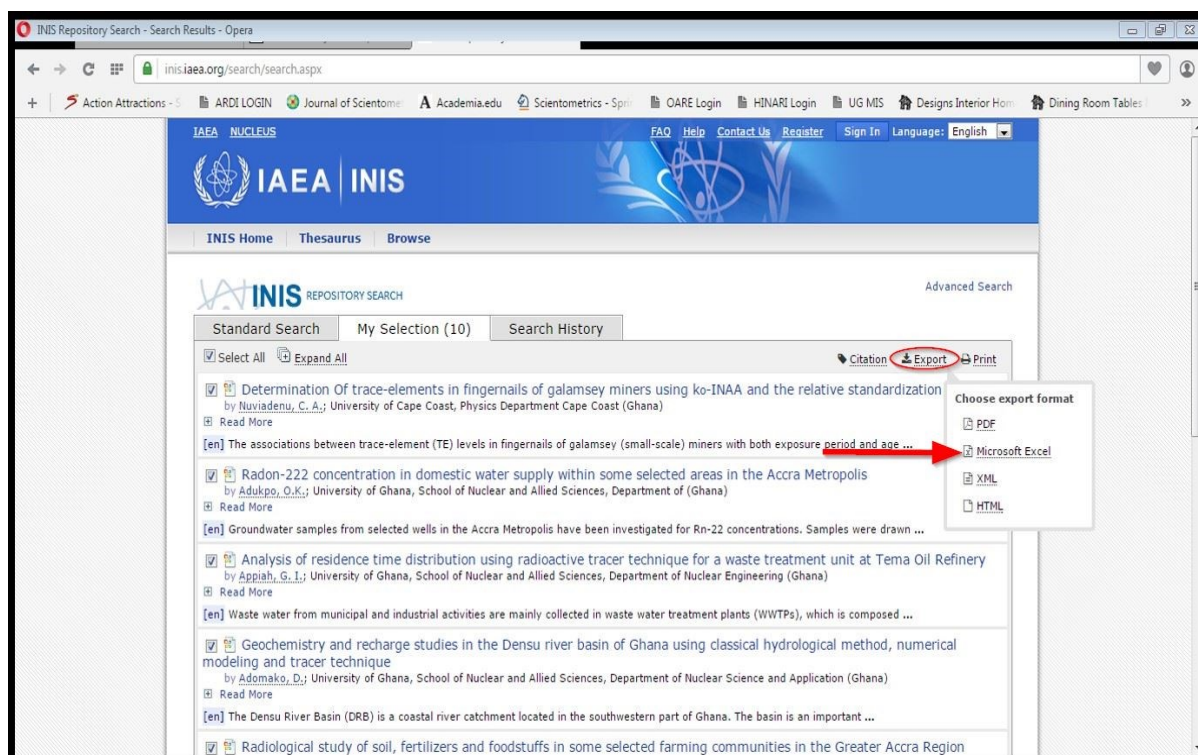 INIS Repository Search - Search Results - Opera
inis.iaea.org/search/search.aspx
Action Attractions - S ARDI LOGIN Journal of Scientome Academia.edu Scientometrics - Spri OARE Login HINARI Login UG MIS Designs Interior Hom Dining Room Tables
IAEA NUCLEUS FAQ Help Contact Us Register Sign In Language: English
IAEA INIS
INIS Home Thesaurus Browse
INIS REPOSITORY SEARCH Advanced Search
Standard Search My Selection (10) Search History
Select All Expand All Citation Export Print
Determination Of trace-elements in fingernails of galamsey miners using ko-INAA and the relative standardization
by Nuviadenu, C. A.; University of Cape Coast, Physics Department Cape Coast (Ghana)
Read More
[en] The associations between trace-element (TE) levels in fingernails of galamsey (small-scale) miners with both exposure period and age ...
Choose export format
PDF
Microsoft Excel
XML
HTML
Radon-222 concentration in domestic water supply within some selected areas in the Accra Metropolis
by Adukpo, O.K.; University of Ghana, School of Nuclear and Allied Sciences, Department of (Ghana)
Read More
[en] Groundwater samples from selected wells in the Accra Metropolis have been investigated for Rn-22 concentrations. Samples were drawn ...
Analysis of residence time distribution using radioactive tracer technique for a waste treatment unit at Tema Oil Refinery
by Appiah, G. I.; University of Ghana, School of Nuclear and Allied Sciences, Department of Nuclear Engineering (Ghana)
Read More
[en] Waste water from municipal and industrial activities are mainly collected in waste water treatment plants (WWTPs), which is composed ...
Geochemistry and recharge studies in the Densu river basin of Ghana using classical hydrological method, numerical
modeling and tracer technique
by Adomako, D.; University of Ghana, School of Nuclear and Allied Sciences, Department of Nuclear Science and Application (Ghana)
Read More
[en] The Densu River Basin (DRB) is a coastal river catchment located in the southwestern part of Ghana. The basin is an important ...
Radiological study of soil, fertilizers and foodstuffs in some selected farming communities in the Greater Accra Region